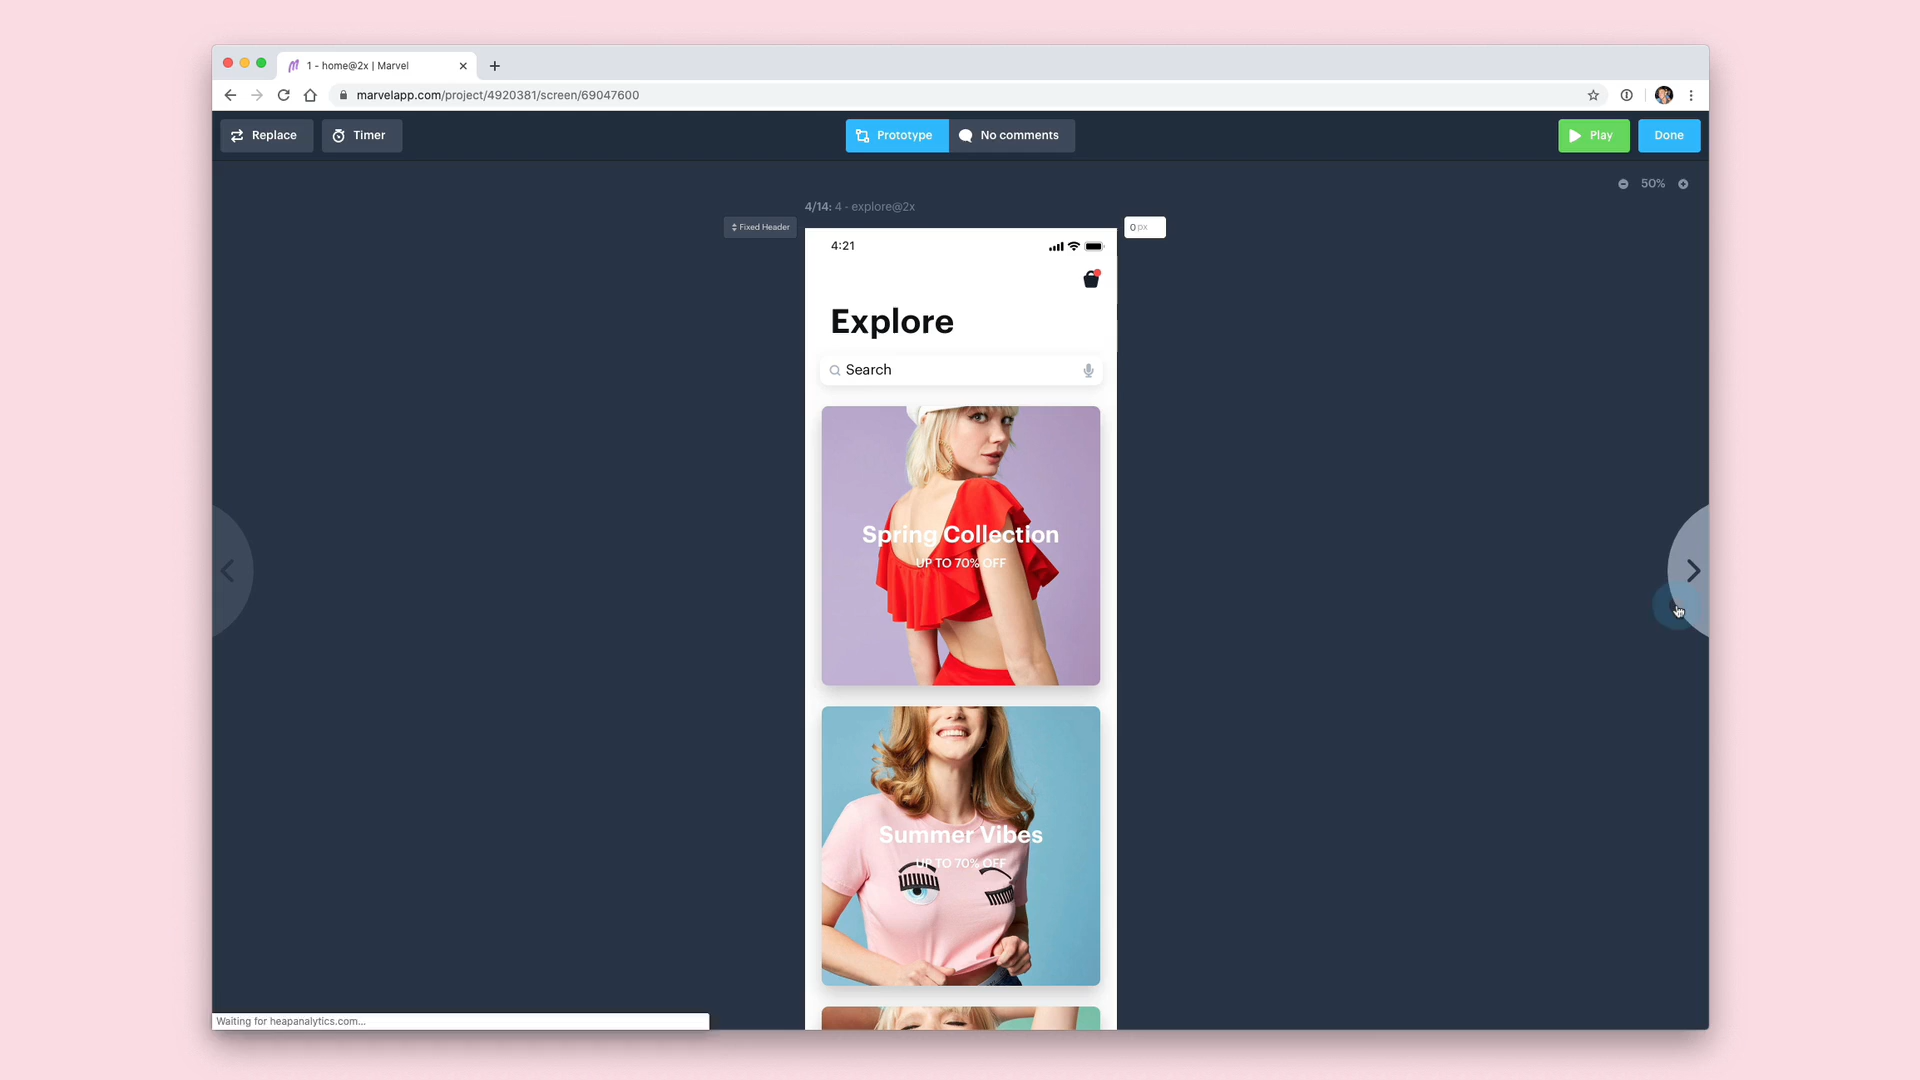 1 - home@2x | Marvel
marvelapp.com/project/4920381/screen/69047600
Replace
Timer
Prototype
No comments
Play
Done
50%
4/14: 4 - explore@2x
Fixed Header
0 px
4:21
Explore
Search
Spring Collection
UP TO 70% OFF
Summer Vibes
UP TO 70% OFF
Waiting for heapanalytics.com...